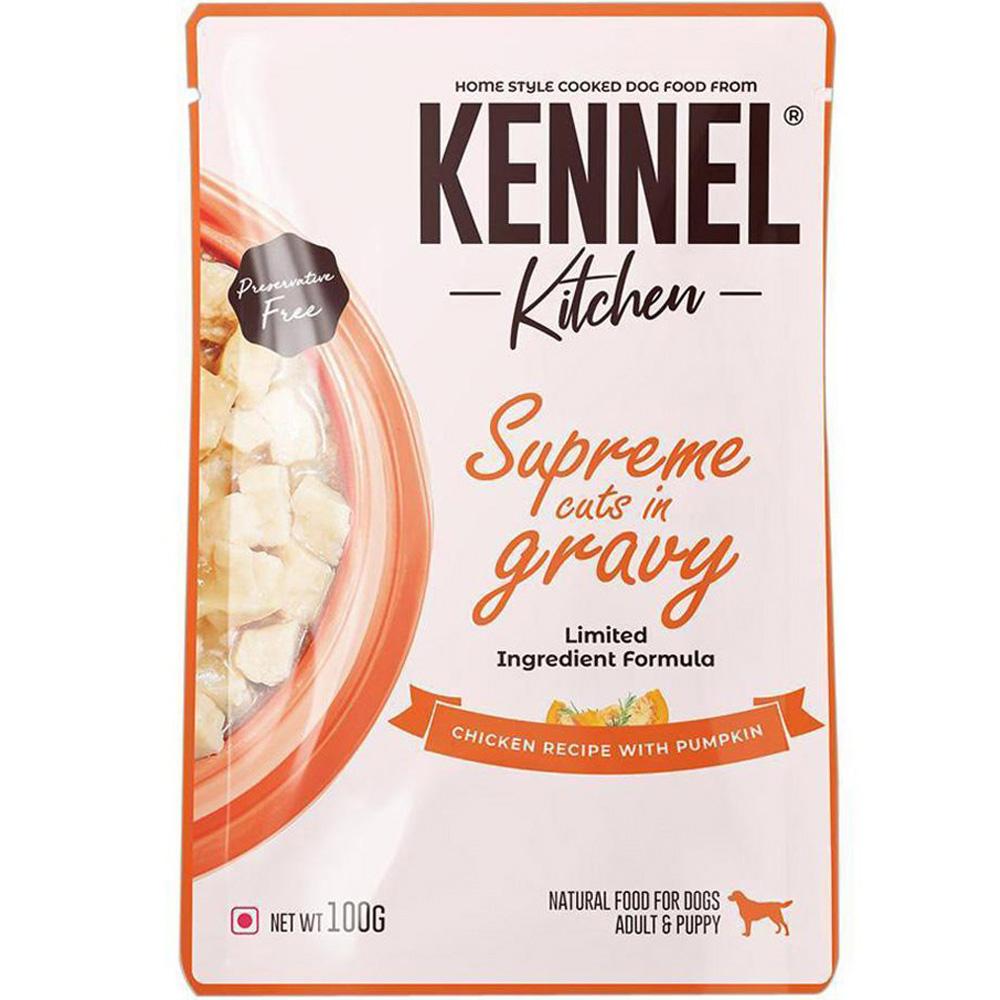 HOME STYLE COOKED DOG FOOD FROM
KENNEL®
Kitchen
Preservative
Free
Supreme
cuts in
gravy
Limited
Ingredient Formula
CHICKEN RECIPE WITH PUMPKIN
NET WT 100G
NATURAL FOOD FOR DOGS
ADULT & PUPPY